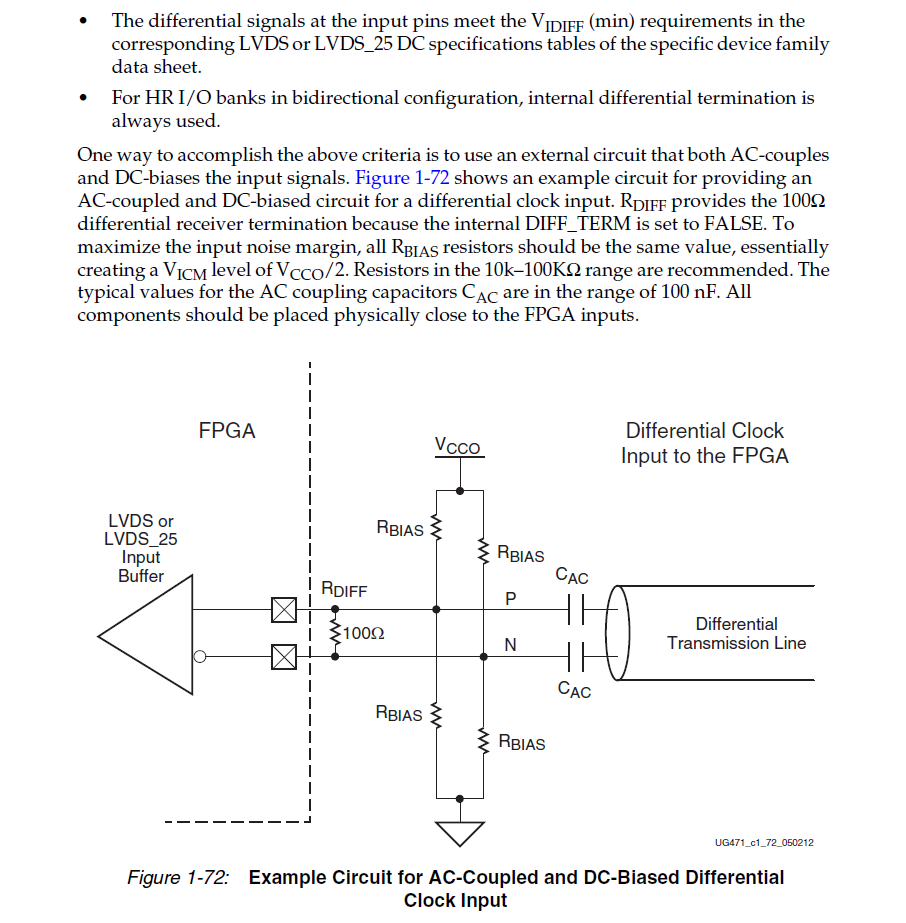 • The differential signals at the input pins meet the VIDIFF (min) requirements in the
corresponding LVDS or LVDS_25 DC specifications tables of the specific device family
data sheet.
• For HR I/O banks in bidirectional configuration, internal differential termination is
always used.
One way to accomplish the above criteria is to use an external circuit that both AC-couples
and DC-biases the input signals. Figure 1-72 shows an example circuit for providing an
AC-coupled and DC-biased circuit for a differential clock input. RDIFF provides the 100Ω
differential receiver termination because the internal DIFF_TERM is set to FALSE. To
maximize the input noise margin, all RBIAS resistors should be the same value, essentially
creating a VICM level of VCCO/2. Resistors in the 10k–100KΩ range are recommended. The
typical values for the AC coupling capacitors CAC are in the range of 100 nF. All
components should be placed physically close to the FPGA inputs.
FPGA
VCCO
Differential Clock
Input to the FPGA
LVDS or
LVDS_25
Input
Buffer
RBIAS
RBIAS
CAC
RDIFF
P
100Ω
N
Differential
Transmission Line
CAC
RBIAS
RBIAS
UG471_c1_72_050212
Figure 1-72: Example Circuit for AC-Coupled and DC-Biased Differential
Clock Input